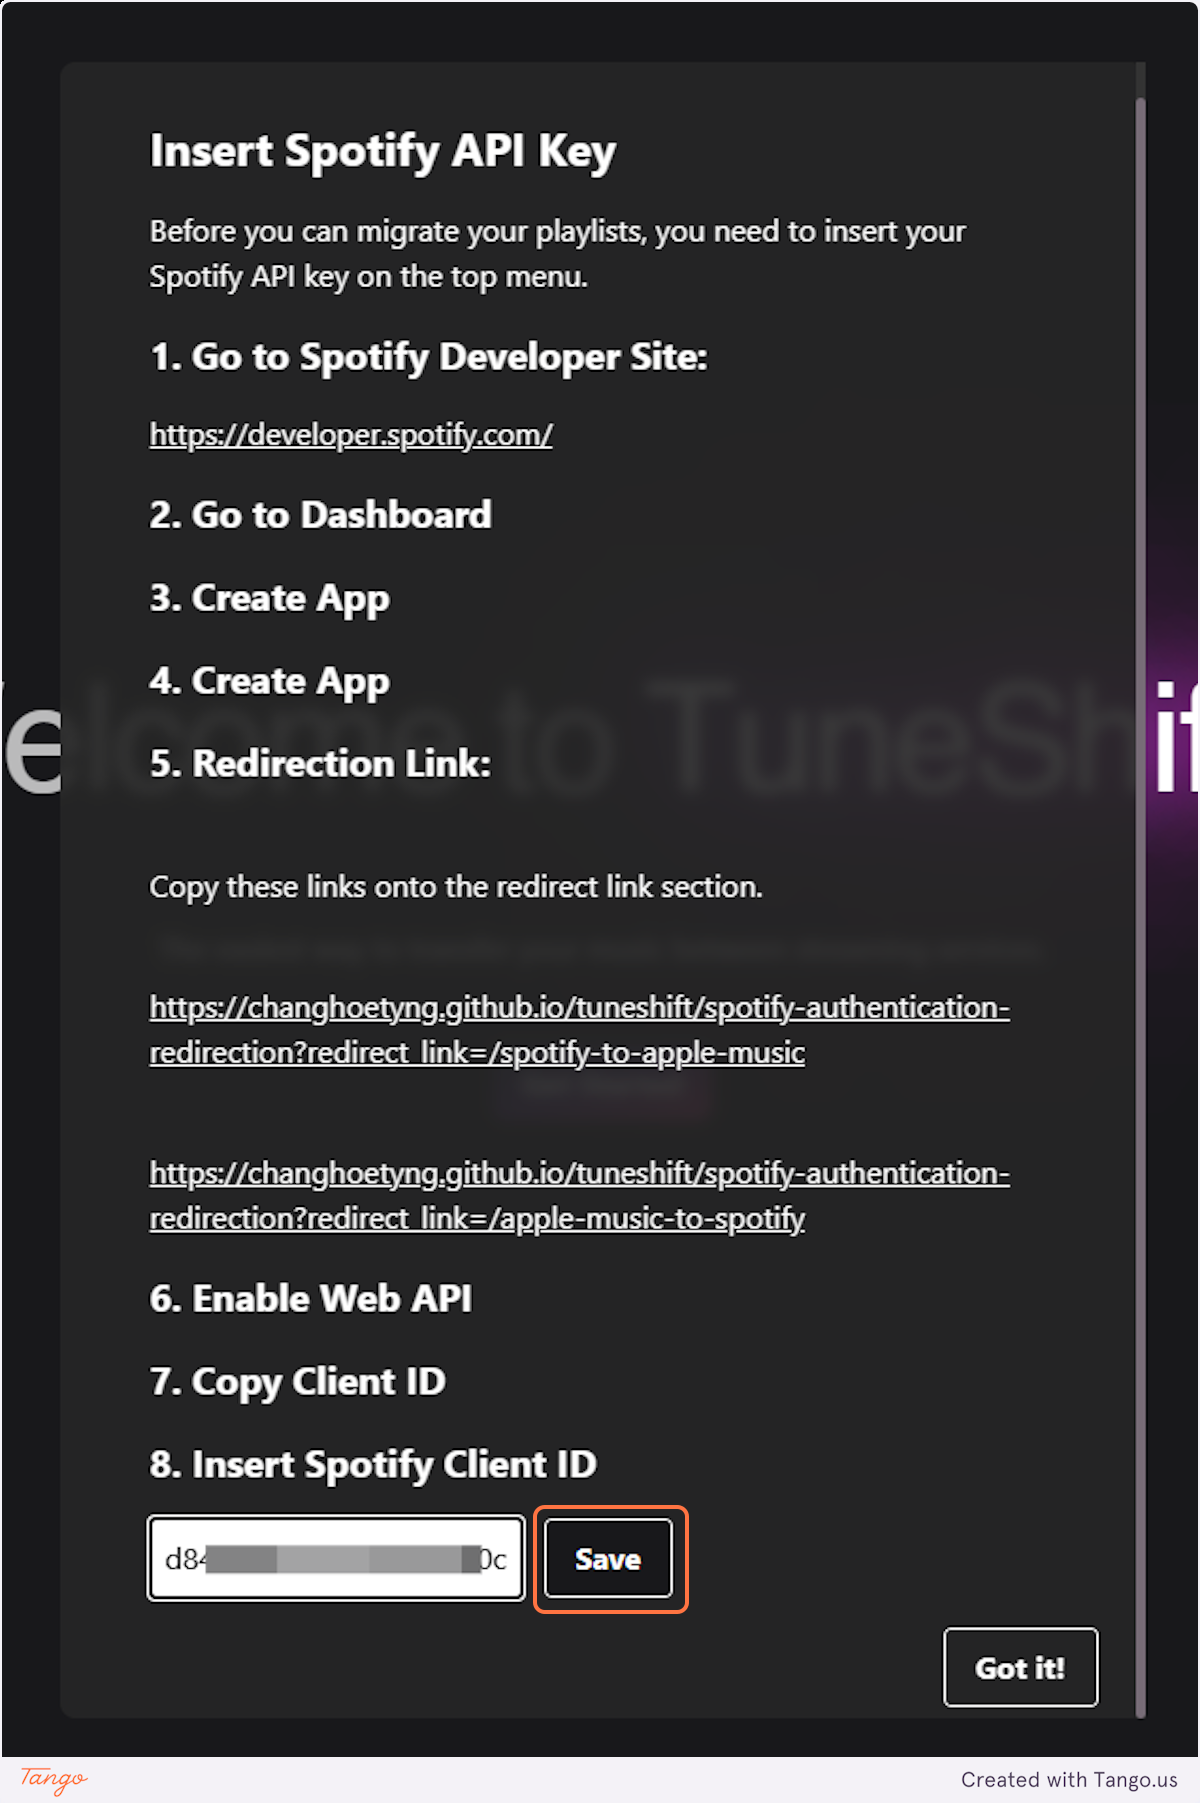 Insert Spotify API Key
Before you can migrate your playlists, you need to insert your
Spotify API key on the top menu.
1. Go to Spotify Developer Site:
https://developer.spotify.com/
2. Go to Dashboard
3. Create App
4. Create App
elcome to TuneShif
5. Redirection Link:
Copy these links onto the redirect link section.
https://changhoetyng.github.io/tuneshift/spotify-authentication-
redirection?redirect_link=/spotify-to-apple-music
https://changhoetyng.github.io/tuneshift/spotify-authentication-
redirection?redirect_link=/apple-music-to-spotify
6. Enable Web API
7. Copy Client ID
8. Insert Spotify Client ID
d84 0c Save
Got it!
Tango Created with Tango.us